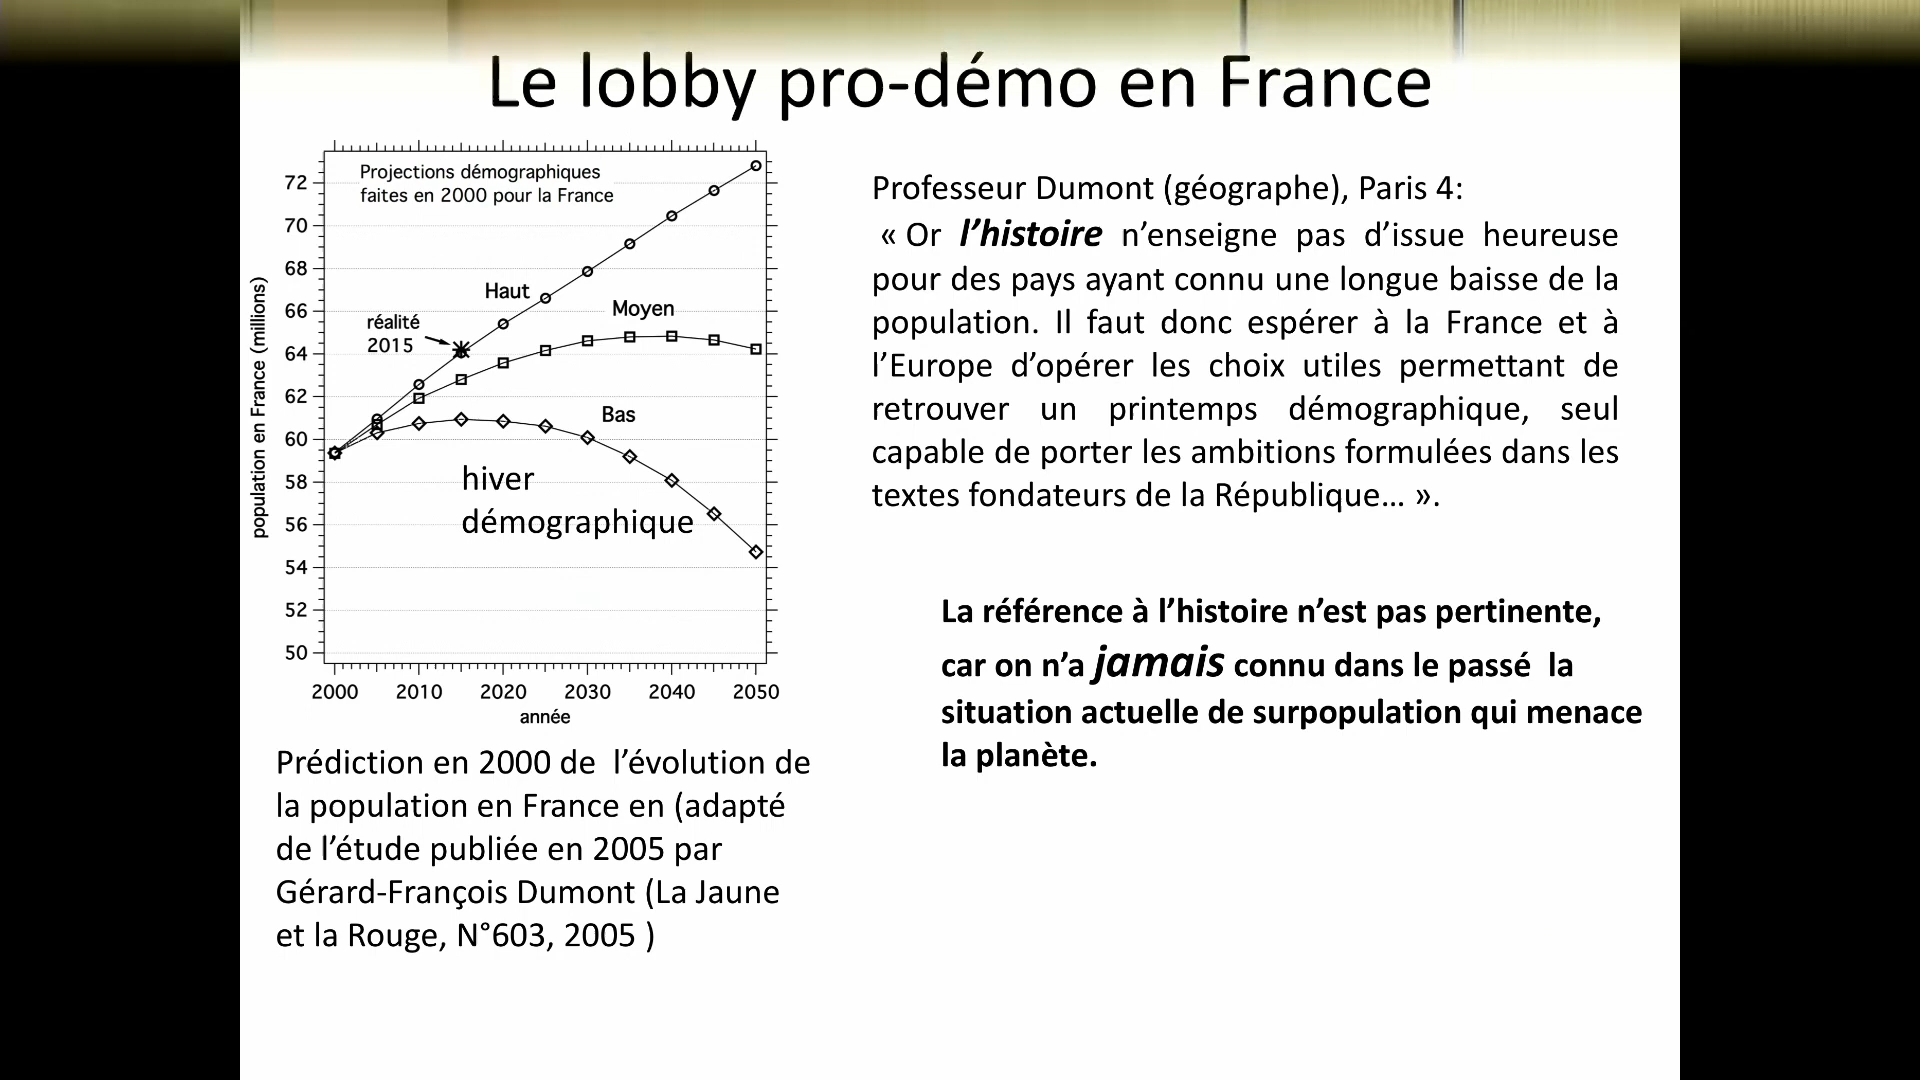 Le lobby pro-démo en France
Projections démographiques
faites en 2000 pour la France
72
70
68
66
64
62
60
58
56
54
52
50
population en France (millions)
Haut
Moyen
réalité
2015
Bas
hiver
démographique
2000 2010 2020 2030 2040 2050
année
Prédiction en 2000 de l’évolution de
la population en France en (adapté
de l’étude publiée en 2005 par
Gérard-François Dumont (La Jaune
et la Rouge, N°603, 2005 )
Professeur Dumont (géographe), Paris 4:
« Or l’histoire n’enseigne pas d’issue heureuse
pour des pays ayant connu une longue baisse de la
population. Il faut donc espérer à la France et à
l’Europe d’opérer les choix utiles permettant de
retrouver un printemps démographique, seul
capable de porter les ambitions formulées dans les
textes fondateurs de la République… ».
La référence à l’histoire n’est pas pertinente,
car on n’a jamais connu dans le passé la
situation actuelle de surpopulation qui menace
la planète.